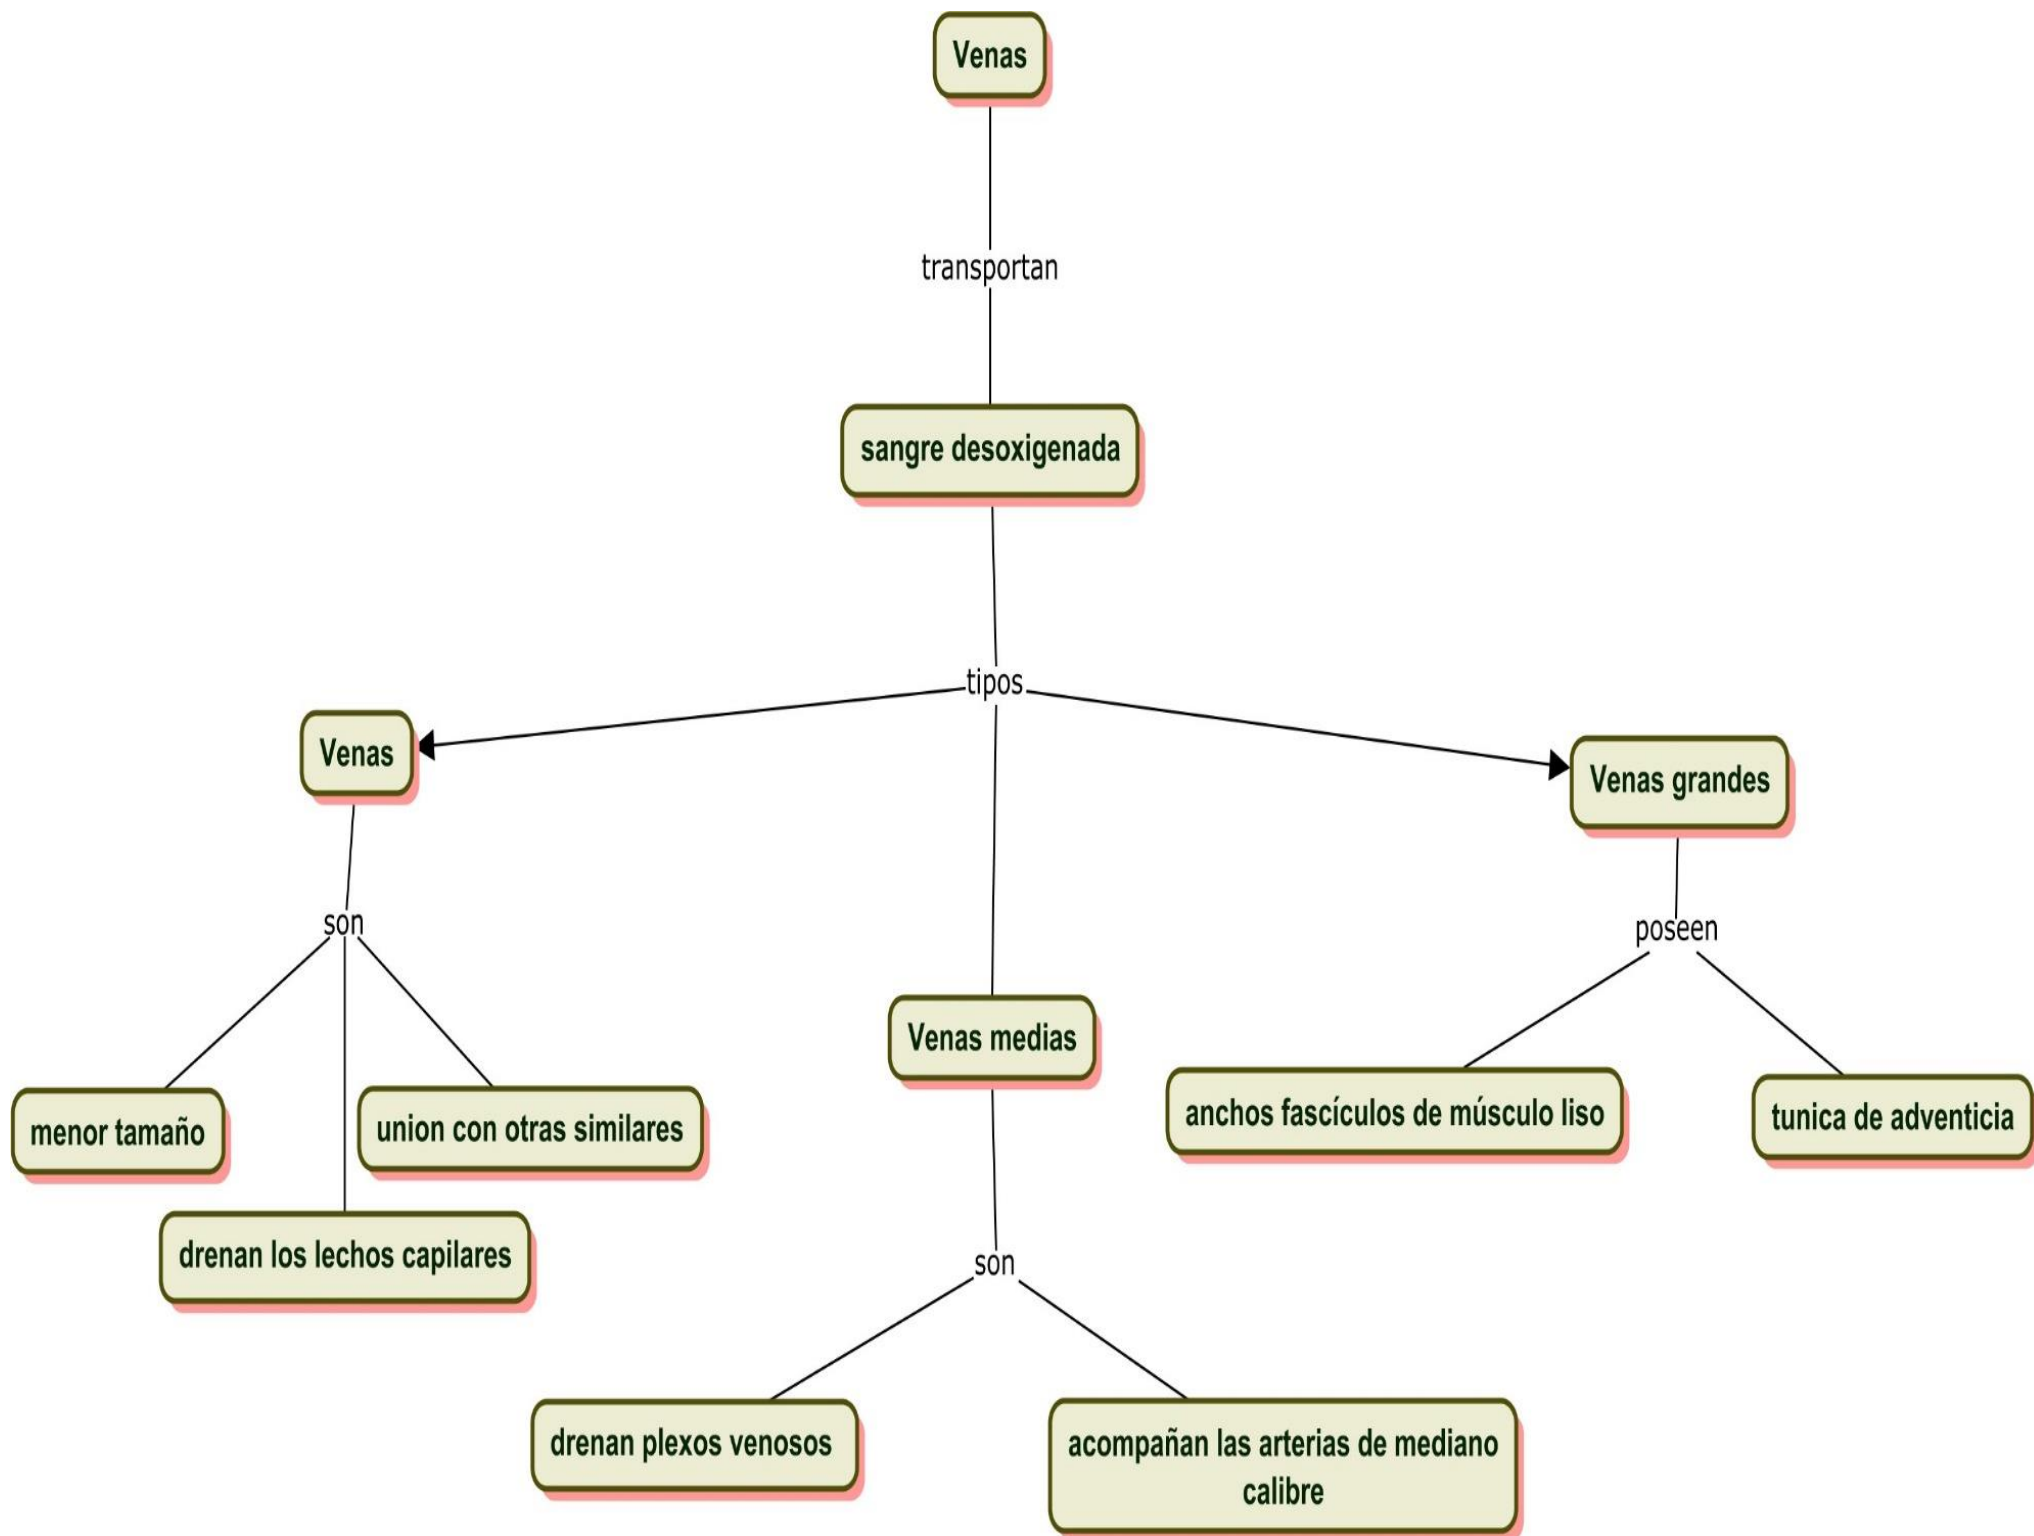 Venas
transportan
sangre desoxigenada
tipos
Venas
Venas grandes
son
poseen
Venas medias
menor tamaño
union con otras similares
anchos fascículos de músculo liso
tunica de adventicia
drenan los lechos capilares
son
drenan plexos venosos
acompañan las arterias de mediano
calibre